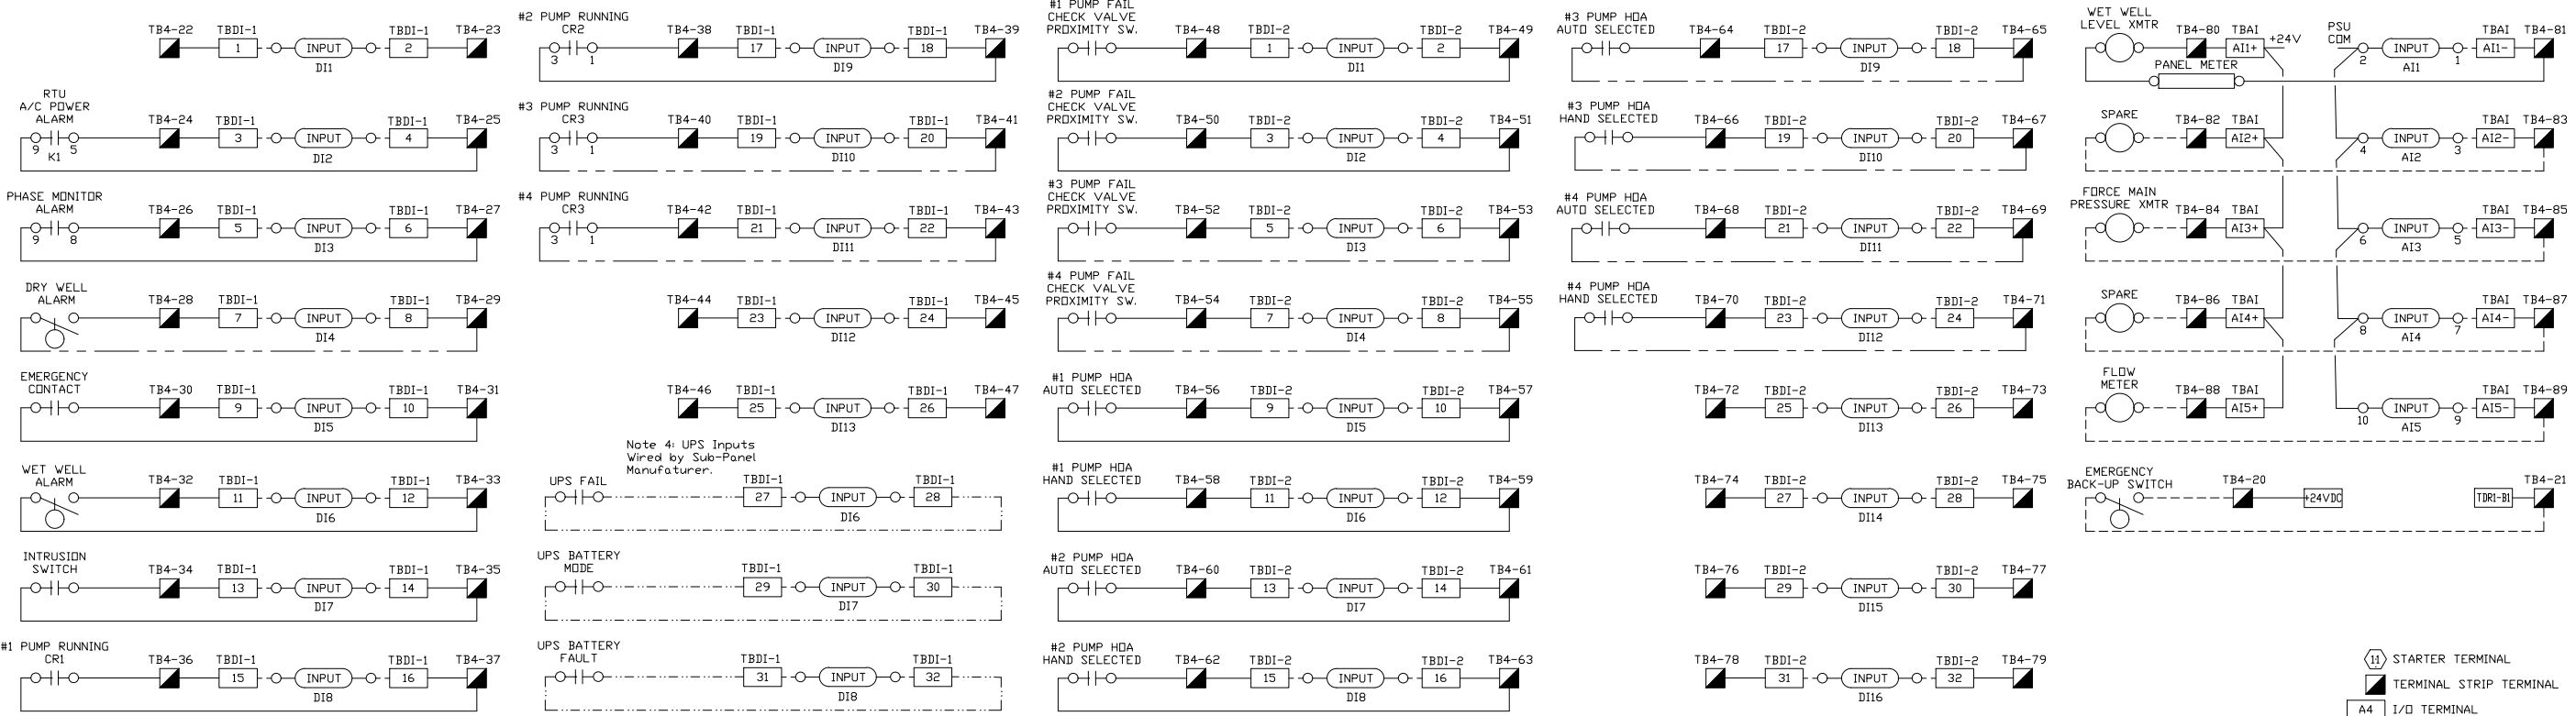 TB4-22 TBDI-1 TBDI-1 TB4-23
1 INPUT 2
DI1
RTU
A/C POWER
ALARM
TB4-24 TBDI-1 TBDI-1 TB4-25
3 INPUT 4
9 5
K1
DI2
PHASE MONITOR
ALARM
TB4-26 TBDI-1 TBDI-1 TB4-27
5 INPUT 6
9 8
DI3
DRY WELL
ALARM
TB4-28 TBDI-1 TBDI-1 TB4-29
7 INPUT 8
DI4
EMERGENCY
CONTACT
TB4-30 TBDI-1 TBDI-1 TB4-31
9 INPUT 10
DI5
WET WELL
ALARM
TB4-32 TBDI-1 TBDI-1 TB4-33
11 INPUT 12
DI6
INTRUSION
SWITCH
TB4-34 TBDI-1 TBDI-1 TB4-35
13 INPUT 14
DI7
#1 PUMP RUNNING
CR1
TB4-36 TBDI-1 TBDI-1 TB4-37
15 INPUT 16
DI8
#2 PUMP RUNNING
CR2
TB4-38 TBDI-1 TBDI-1 TB4-39
17 INPUT 18
3 1
DI9
#3 PUMP RUNNING
CR3
TB4-40 TBDI-1 TBDI-1 TB4-41
19 INPUT 20
3 1
DI10
#4 PUMP RUNNING
CR3
TB4-42 TBDI-1 TBDI-1 TB4-43
21 INPUT 22
3 1
DI11
TB4-44 TBDI-1 TBDI-1 TB4-45
23 INPUT 24
DI12
TB4-46 TBDI-1 TBDI-1 TB4-47
25 INPUT 26
DI13
Note 4: UPS Inputs
Wired by Sub-Panel
Manufaturer.
UPS FAIL
TBDI-1 TBDI-1
27 INPUT 28
DI6
UPS BATTERY
MODE
TBDI-1 TBDI-1
29 INPUT 30
DI7
UPS BATTERY
FAULT
TBDI-1 TBDI-1
31 INPUT 32
DI8
#1 PUMP FAIL
CHECK VALVE
PROXIMITY SW.
TB4-48 TBDI-2 TBDI-2 TB4-49
1 INPUT 2
DI1
#2 PUMP FAIL
CHECK VALVE
PROXIMITY SW.
TB4-50 TBDI-2 TBDI-2 TB4-51
3 INPUT 4
DI2
#3 PUMP FAIL
CHECK VALVE
PROXIMITY SW.
TB4-52 TBDI-2 TBDI-2 TB4-53
5 INPUT 6
DI3
#4 PUMP FAIL
CHECK VALVE
PROXIMITY SW.
TB4-54 TBDI-2 TBDI-2 TB4-55
7 INPUT 8
DI4
#1 PUMP HOA
AUTO SELECTED
TB4-56 TBDI-2 TBDI-2 TB4-57
9 INPUT 10
DI5
#1 PUMP HOA
HAND SELECTED
TB4-58 TBDI-2 TBDI-2 TB4-59
11 INPUT 12
DI6
#2 PUMP HOA
AUTO SELECTED
TB4-60 TBDI-2 TBDI-2 TB4-61
13 INPUT 14
DI7
#2 PUMP HOA
HAND SELECTED
TB4-62 TBDI-2 TBDI-2 TB4-63
15 INPUT 16
DI8
#3 PUMP HOA
AUTO SELECTED
TB4-64 TBDI-2 TBDI-2 TB4-65
17 INPUT 18
DI9
#3 PUMP HOA
HAND SELECTED
TB4-66 TBDI-2 TBDI-2 TB4-67
19 INPUT 20
DI10
#4 PUMP HOA
AUTO SELECTED
TB4-68 TBDI-2 TBDI-2 TB4-69
21 INPUT 22
DI11
#4 PUMP HOA
HAND SELECTED
TB4-70 TBDI-2 TBDI-2 TB4-71
23 INPUT 24
DI12
TB4-72 TBDI-2 TBDI-2 TB4-73
25 INPUT 26
DI13
TB4-74 TBDI-2 TBDI-2 TB4-75
27 INPUT 28
DI14
TB4-76 TBDI-2 TBDI-2 TB4-77
29 INPUT 30
DI15
TB4-78 TBDI-2 TBDI-2 TB4-79
31 INPUT 32
DI16
WET WELL
LEVEL XMTR
TB4-80 TBAI +24V PSU
COM
TBAI TB4-81
AI1+ INPUT AI1-
2 1
AI1
PANEL METER
SPARE
TB4-82 TBAI TBAI TB4-83
AI2+ INPUT AI2-
4 3
AI2
FORCE MAIN
PRESSURE XMTR
TB4-84 TBAI TBAI TB4-85
AI3+ INPUT AI3-
6 5
AI3
SPARE
TB4-86 TBAI TBAI TB4-87
AI4+ INPUT AI4-
8 7
AI4
FLOW
METER
TB4-88 TBAI TBAI TB4-89
AI5+ INPUT AI5-
10 9
AI5
EMERGENCY
BACK-UP SWITCH
TB4-20 TB4-21
+24VDC TDR1-B1
11 STARTER TERMINAL
TERMINAL STRIP TERMINAL
A4 I/O TERMINAL